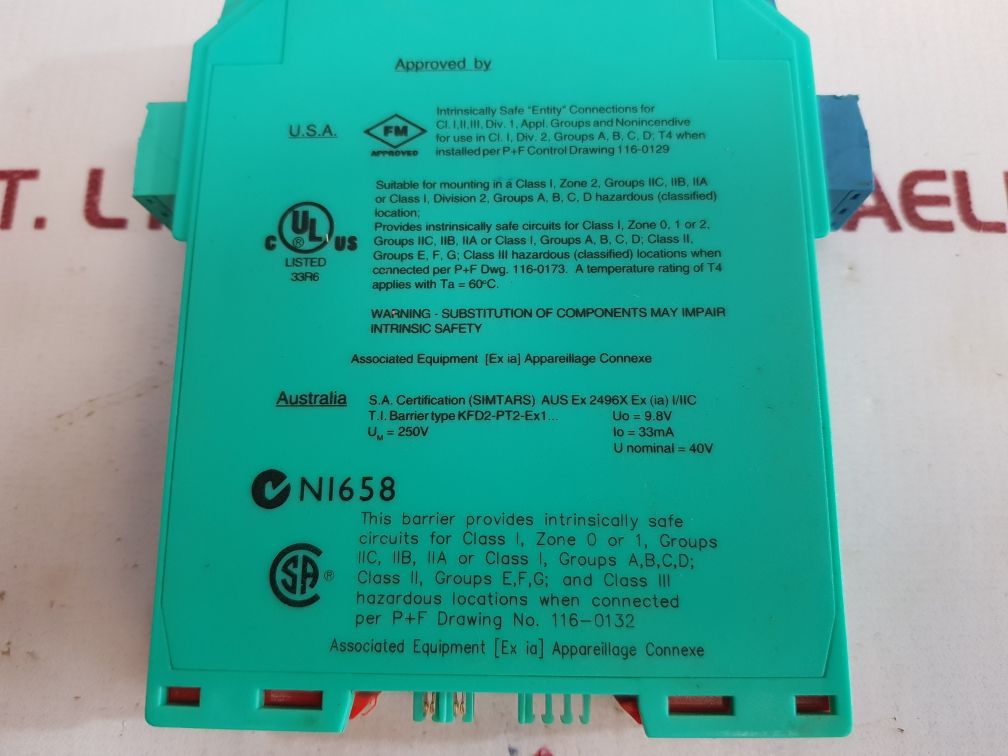 Approved by
U.S.A.
FM
APPROVED
Intrinsically Safe "Entity" Connections for
Cl. I,II,III, Div. 1, Appl. Groups and Nonincendive
for use in Cl. I, Div. 2, Groups A, B, C, D; T4 when
installed per P+F Control Drawing 116-0129
C UL ® US
LISTED
33R6
Suitable for mounting in a Class I, Zone 2, Groups IIC, IIB, IIA
or Class I, Division 2, Groups A, B, C, D hazardous (classified)
location;
Provides instrinsically safe circuits for Class I, Zone 0, 1 or 2,
Groups IIC, IIB, IIA or Class I, Groups A, B, C, D; Class II,
Groups E, F, G; Class III hazardous (classified) locations when
connected per P+F Dwg. 116-0173. A temperature rating of T4
applies with Ta = 60°C.
WARNING - SUBSTITUTION OF COMPONENTS MAY IMPAIR
INTRINSIC SAFETY
Associated Equipment [Ex ia] Appareillage Connexe
Australia
S.A. Certification (SIMTARS) AUS Ex 2496X Ex (ia) I/IIC
T.I. Barrier type KFD2-PT2-Ex1... Uo = 9.8V
UM = 250V Io = 33mA
U nominal = 40V
N1658
SA ®
This barrier provides intrinsically safe
circuits for Class I, Zone 0 or 1, Groups
IIC, IIB, IIA or Class I, Groups A,B,C,D;
Class II, Groups E,F,G; and Class III
hazardous locations when connected
per P+F Drawing No. 116-0132
Associated Equipment [Ex ia] Appareillage Connexe